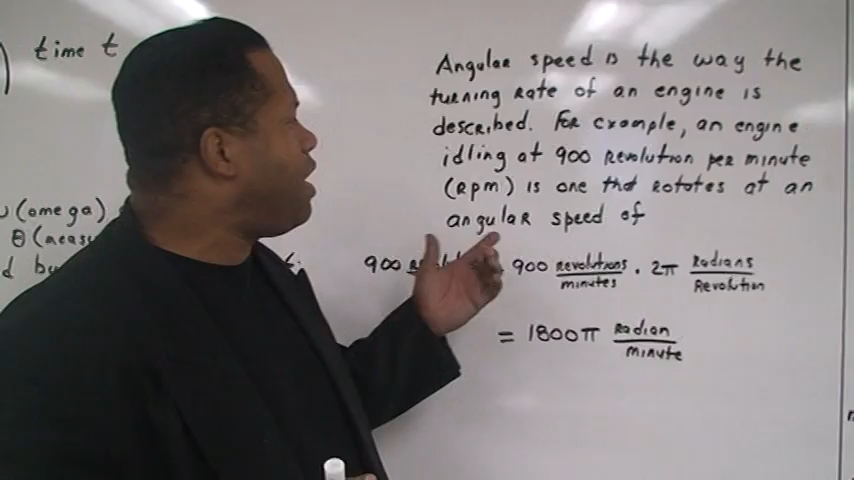 time t
Angular speed is the way the
turning rate of an engine is
described. For example, an engine
idling at 900 revolution per minute
(rpm) is one that rotates at an
angular speed of
(omega)
θ (meas
d b
900
900 revolutions/minutes · 2π Radians/Revolution
= 1800π Radian/minute